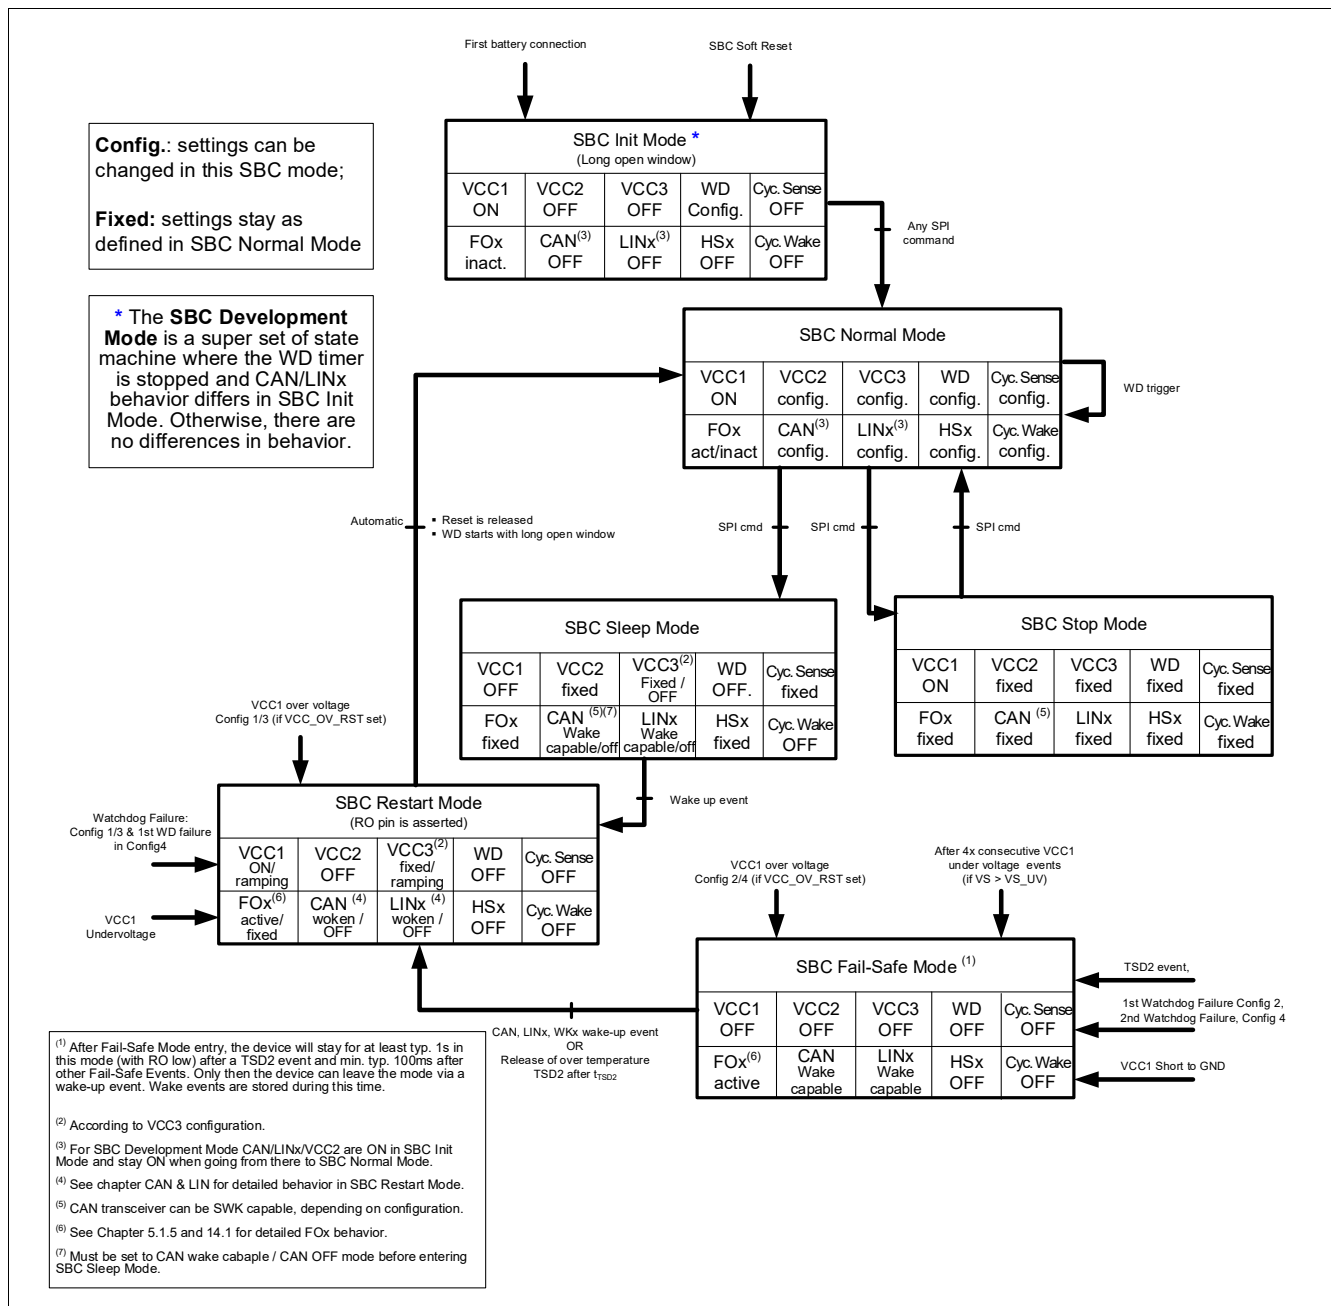 First battery connection
SBC Soft Reset
Config.: settings can be
changed in this SBC mode;
Fixed: settings stay as
defined in SBC Normal Mode
* The SBC Development
Mode is a super set of state
machine where the WD timer
is stopped and CAN/LINx
behavior differs in SBC Init
Mode. Otherwise, there are
no differences in behavior.
SBC Init Mode *
(Long open window)
VCC1 ON
VCC2 OFF
VCC3 OFF
WD Config.
Cyc. Sense OFF
FOx inact.
CAN(3) OFF
LINx(3) OFF
HSx OFF
Cyc. Wake OFF
Any SPI
command
SBC Normal Mode
VCC1 ON
VCC2 config.
VCC3 config.
WD config.
Cyc. Sense config.
FOx act/inact
CAN(3) config.
LINx(3) config.
HSx config.
Cyc. Wake config.
WD trigger
Automatic
▪ Reset is released
▪ WD starts with long open window
SPI cmd
SPI cmd
SPI cmd
SBC Sleep Mode
VCC1 OFF
VCC2 fixed
VCC3(2) Fixed / OFF
WD OFF.
Cyc. Sense fixed
FOx fixed
CAN (5)(7) Wake capable/off
LINx Wake capable/off
HSx fixed
Cyc. Wake OFF
SBC Stop Mode
VCC1 ON
VCC2 fixed
VCC3 fixed
WD fixed
Cyc. Sense fixed
FOx fixed
CAN (5) fixed
LINx fixed
HSx fixed
Cyc. Wake fixed
VCC1 over voltage
Config 1/3 (if VCC_OV_RST set)
Wake up event
Watchdog Failure:
Config 1/3 & 1st WD failure
in Config4
VCC1
Undervoltage
SBC Restart Mode
(RO pin is asserted)
VCC1 ON/ ramping
VCC2 OFF
VCC3(2) fixed/ ramping
WD OFF
Cyc. Sense OFF
FOx(6) active/ fixed
CAN (4) woken / OFF
LINx (4) woken / OFF
HSx OFF
Cyc. Wake OFF
VCC1 over voltage
Config 2/4 (if VCC_OV_RST set)
After 4x consecutive VCC1
under voltage events
(if VS > VS_UV)
SBC Fail-Safe Mode (1)
VCC1 OFF
VCC2 OFF
VCC3 OFF
WD OFF
Cyc. Sense OFF
FOx(6) active
CAN Wake capable
LINx Wake capable
HSx OFF
Cyc. Wake OFF
TSD2 event,
1st Watchdog Failure Config 2,
2nd Watchdog Failure, Config 4
VCC1 Short to GND
CAN, LINx, WKx wake-up event
OR
Release of over temperature
TSD2 after tTSD2
(1) After Fail-Safe Mode entry, the device will stay for at least typ. 1s in
this mode (with RO low) after a TSD2 event and min. typ. 100ms after
other Fail-Safe Events. Only then the device can leave the mode via a
wake-up event. Wake events are stored during this time.
(2) According to VCC3 configuration.
(3) For SBC Development Mode CAN/LINx/VCC2 are ON in SBC Init
Mode and stay ON when going from there to SBC Normal Mode.
(4) See chapter CAN & LIN for detailed behavior in SBC Restart Mode.
(5) CAN transceiver can be SWK capable, depending on configuration.
(6) See Chapter 5.1.5 and 14.1 for detailed FOx behavior.
(7) Must be set to CAN wake cabaple / CAN OFF mode before entering
SBC Sleep Mode.